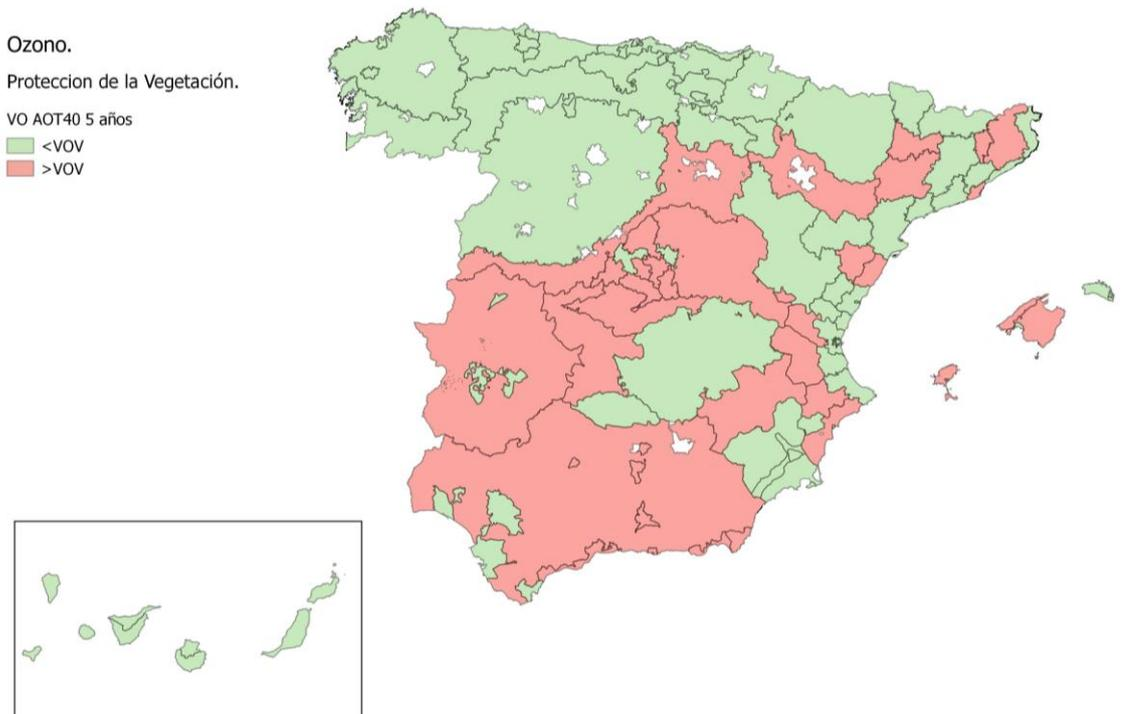 Ozono.
Proteccion de la Vegetación.
VO AOT40 5 años
<VOV
>VOV